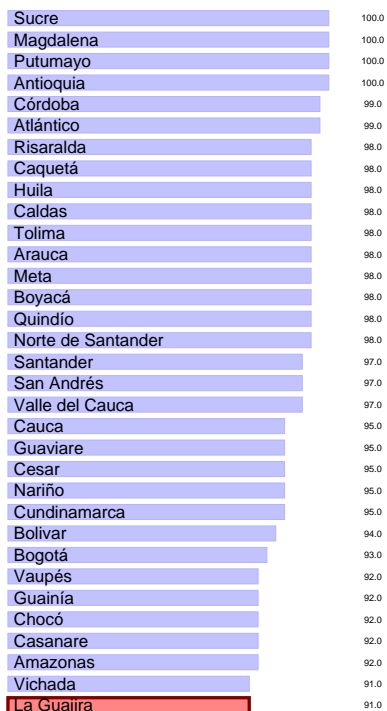 Sucre 100.0
Magdalena 100.0
Putumayo 100.0
Antioquia 100.0
Córdoba 99.0
Atlántico 99.0
Risaralda 98.0
Caquetá 98.0
Huila 98.0
Caldas 98.0
Tolima 98.0
Arauca 98.0
Meta 98.0
Boyacá 98.0
Quindío 98.0
Norte de Santander 98.0
Santander 97.0
San Andrés 97.0
Valle del Cauca 97.0
Cauca 95.0
Guaviare 95.0
Cesar 95.0
Nariño 95.0
Cundinamarca 95.0
Bolivar 94.0
Bogotá 93.0
Vaupés 92.0
Guainía 92.0
Chocó 92.0
Casanare 92.0
Amazonas 92.0
Vichada 91.0
La Guajira 91.0